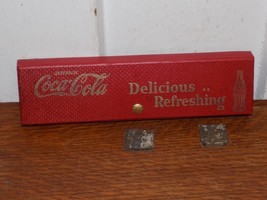 DRINK
Coca-Cola
Delicious
Refreshing